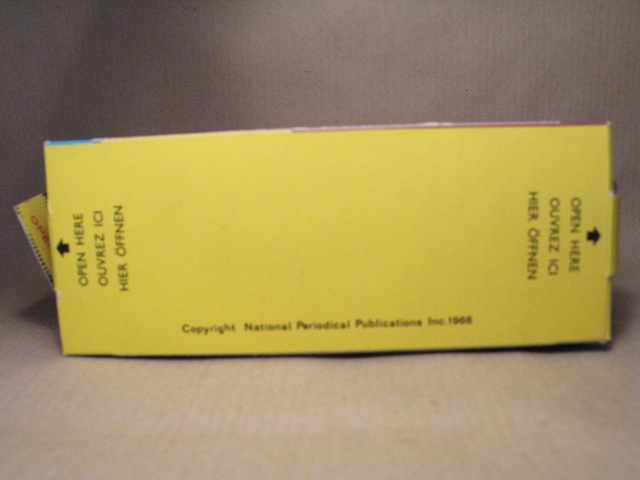 OPEN HERE
OUVREZ ICI
HIER ÖFFNEN
OPEN HERE
OUVREZ ICI
HIER ÖFFNEN
Copyright National Periodical Publications Inc.1966